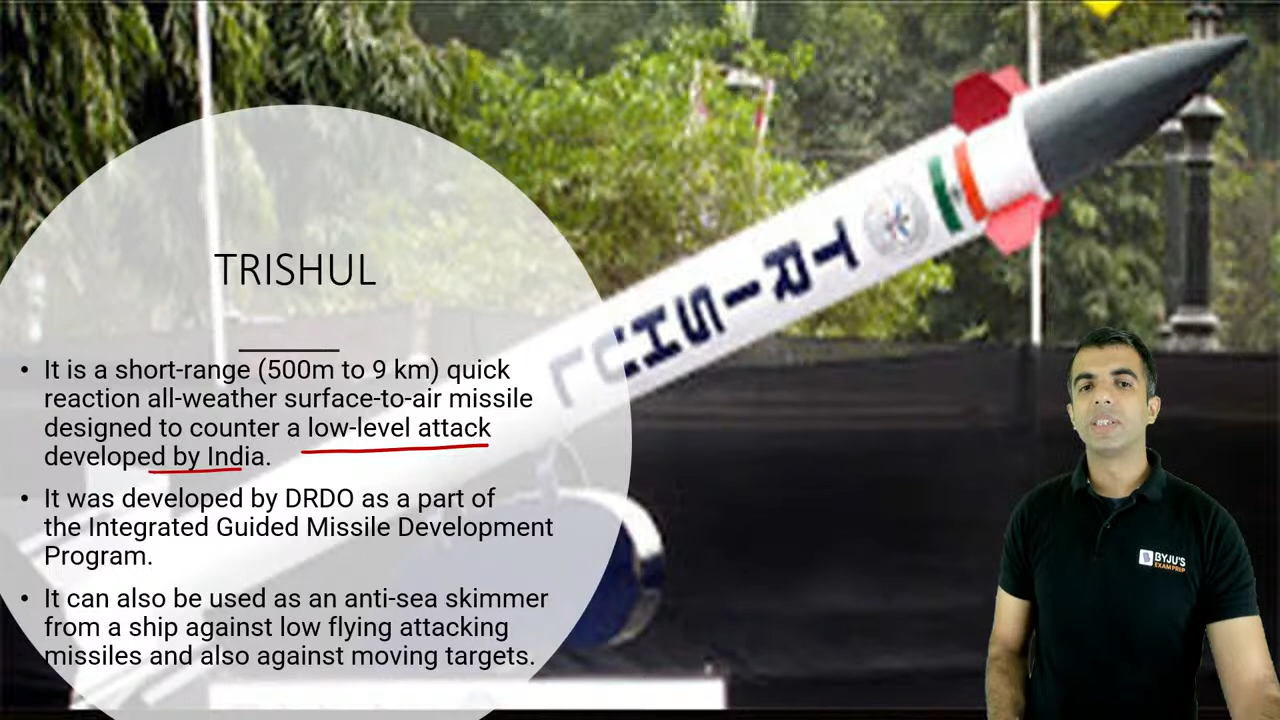 TRISHUL
• It is a short-range (500m to 9 km) quick
reaction all-weather surface-to-air missile
designed to counter a low-level attack
developed by India.
• It was developed by DRDO as a part of
the Integrated Guided Missile Development
Program.
• It can also be used as an anti-sea skimmer
from a ship against low flying attacking
missiles and also against moving targets.
TRISHUL
BYJU'S
EXAM PREP